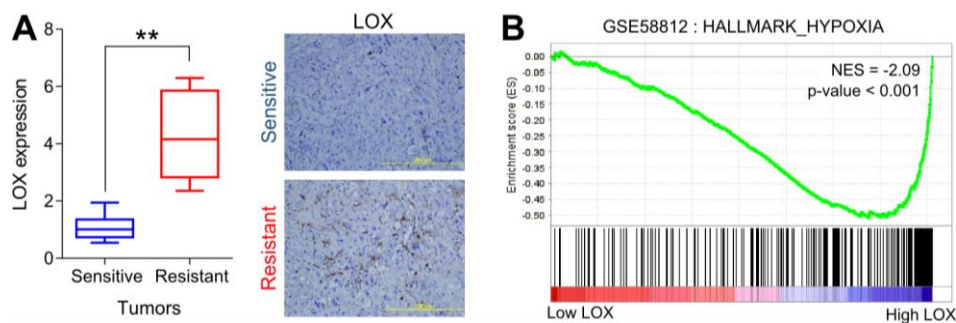 A
LOX
**
8
6
4
2
0
LOX expression
Sensitive
Resistant
Tumors
Sensitive
Resistant
B
GSE58812 : HALLMARK_HYPOXIA
NES = -2.09
p-value < 0.001
Enrichment score (ES)
0.00
-0.05
-0.10
-0.15
-0.20
-0.25
-0.30
-0.35
-0.40
-0.45
-0.50
Low LOX
High LOX